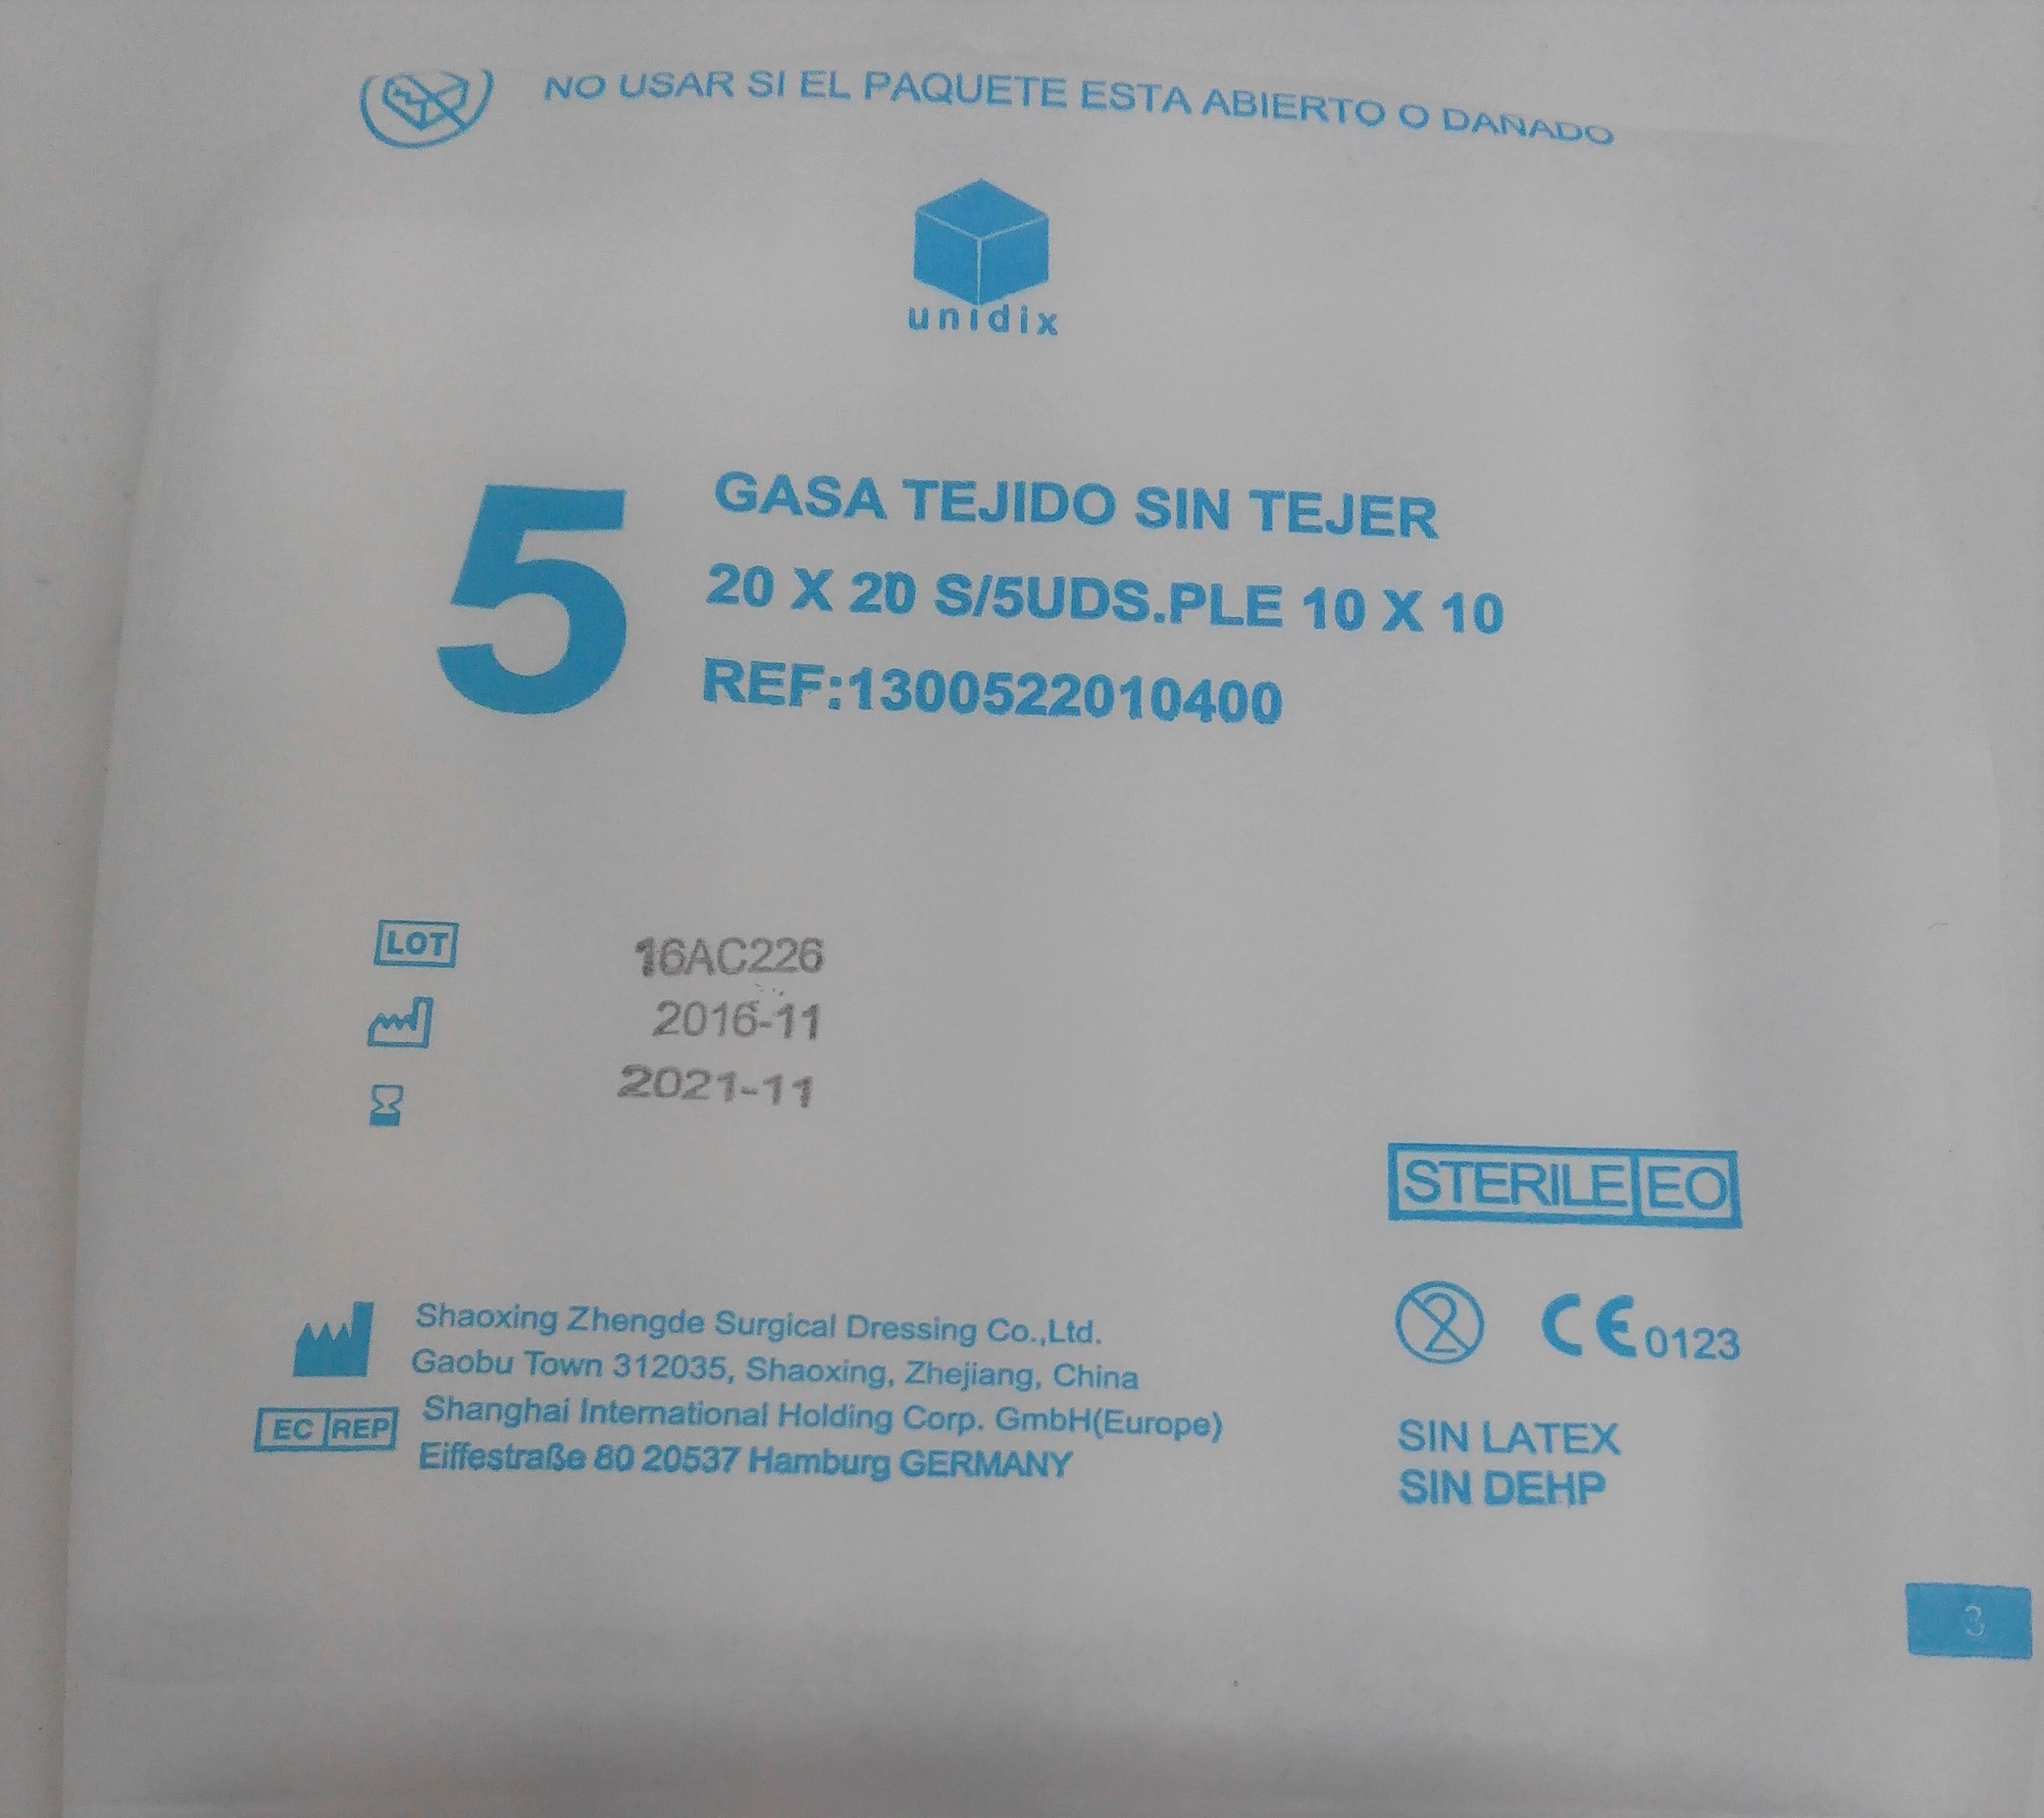 NO USAR SI EL PAQUETE ESTA ABIERTO O DAÑADO
unidix
5
GASA TEJIDO SIN TEJER
20 X 20 S/5UDS.PLE 10 X 10
REF:1300522010400
LOT 16AC226
2016-11
2021-11
STERILE EO
2
CE 0123
Shaoxing Zhengde Surgical Dressing Co.,Ltd.
Gaobu Town 312035, Shaoxing, Zhejiang, China
EC REP Shanghai International Holding Corp. GmbH(Europe)
Eiffestraße 80 20537 Hamburg GERMANY
SIN LATEX
SIN DEHP
3